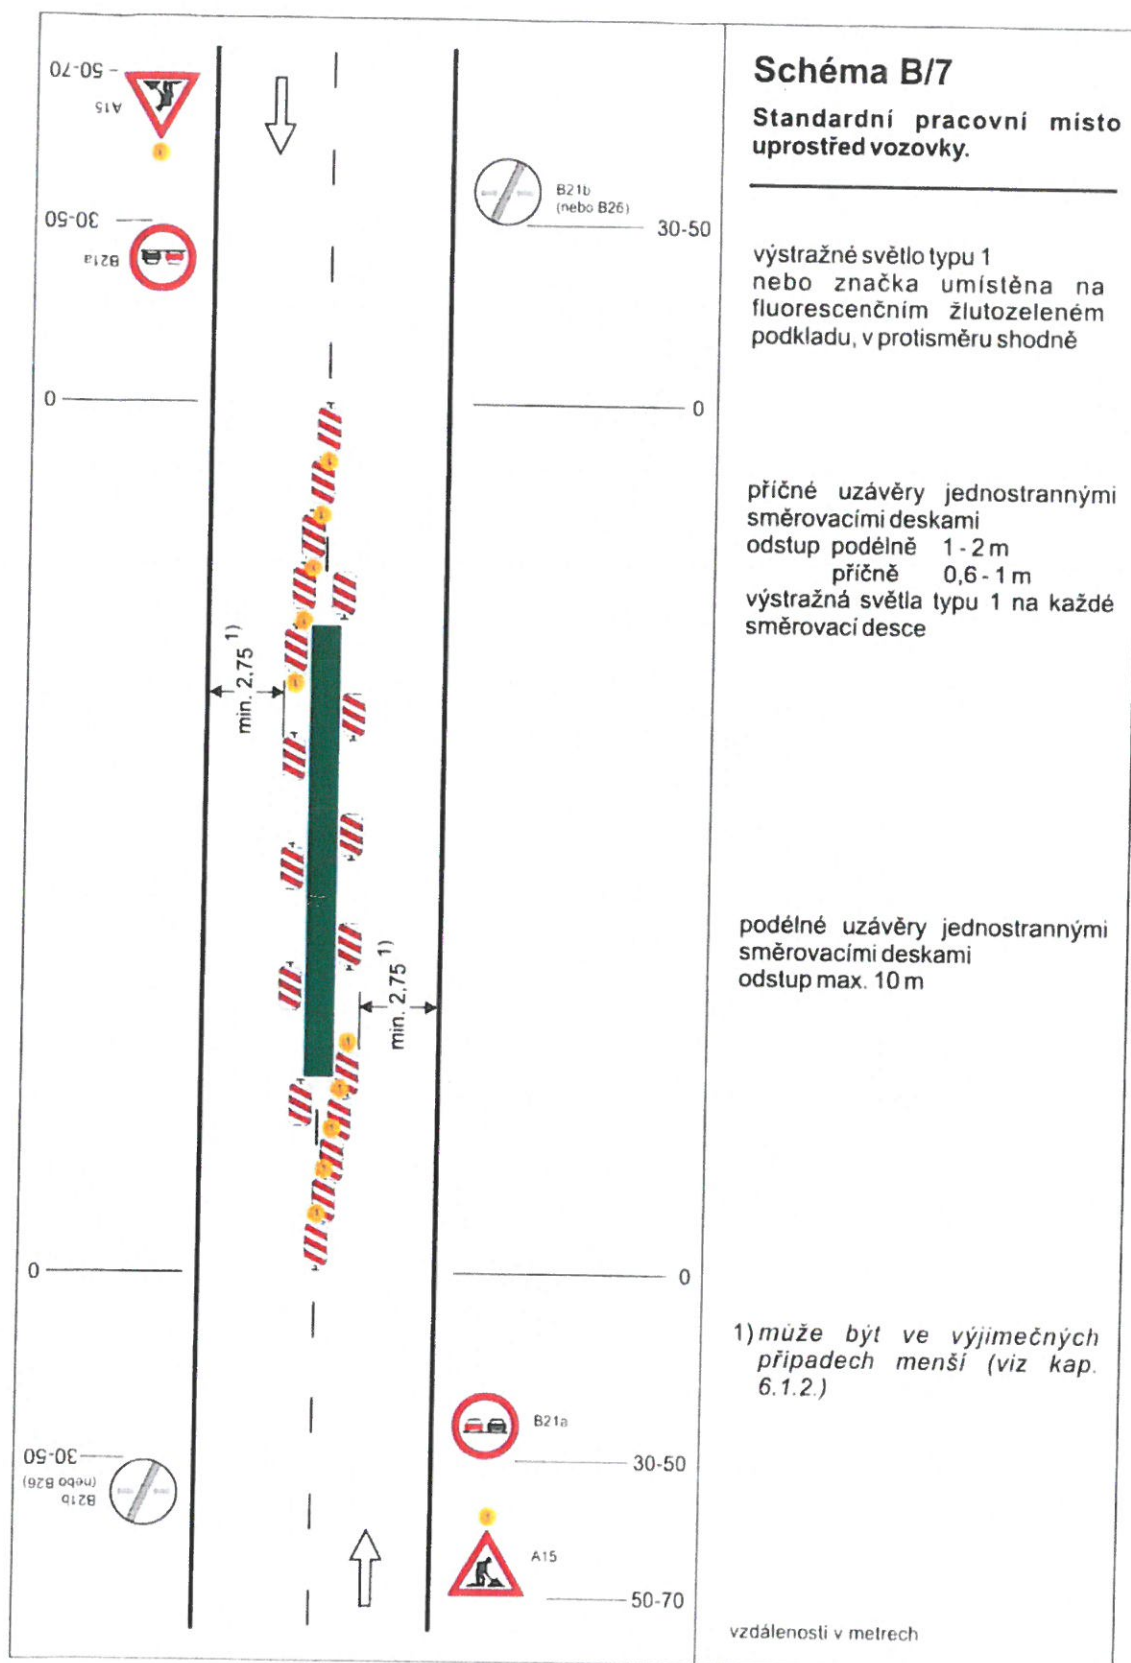 Schéma B/7
Standardní pracovní místo
uprostřed vozovky.
výstražné světlo typu 1
nebo značka umístěna na
fluorescenčním žlutozeleném
podkladu, v protisměru shodně
příčné uzávěry jednostrannými
směrovacími deskami
odstup podélně 1 - 2 m
příčně 0,6 - 1 m
výstražná světla typu 1 na každé
směrovací desce
podélné uzávěry jednostrannými
směrovacími deskami
odstup max. 10 m
1) může být ve výjimečných
případech menší (viz kap.
6.1.2.)
vzdálenosti v metrech
50-70
A15
30-50
B21a
0
B21b
(nebo B26)
30-50
0
min. 2,75 1)
min. 2,75 1)
0
0
30-50
B21b
(nebo B26)
B21a
30-50
A15
50-70